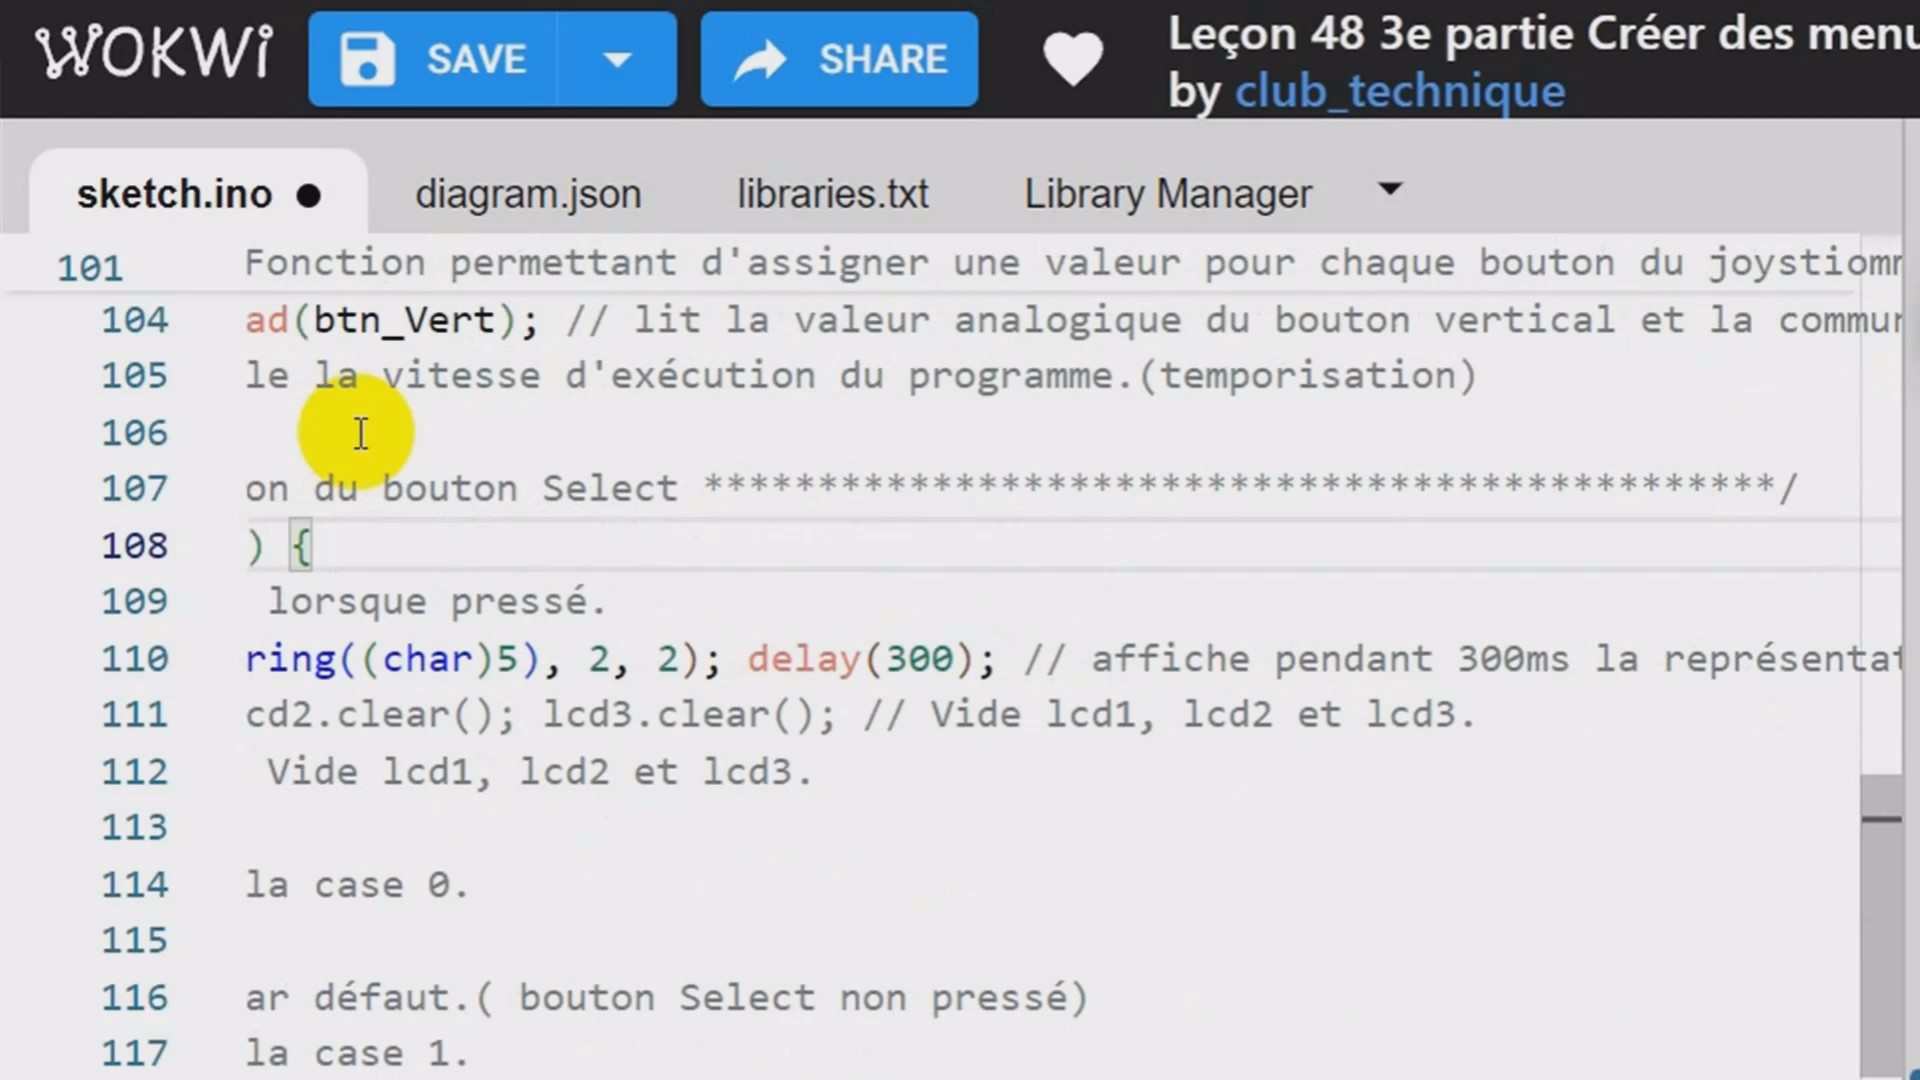 WOKWi
SAVE
SHARE
Leçon 48 3e partie Créer des menu
by club_technique
sketch.ino ●
diagram.json
libraries.txt
Library Manager
101 Fonction permettant d'assigner une valeur pour chaque bouton du
104 ad(btn_Vert); // lit la valeur analogique du bouton vertical et la commun
105 le la vitesse d'exécution du programme.(temporisation)
106
107 on du bouton Select ***********************************************/
108 ) {
109 lorsque pressé.
110 ring((char)5), 2, 2); delay(300); // affiche pendant 300ms la représentat
111 cd2.clear(); lcd3.clear(); // Vide lcd1, lcd2 et lcd3.
112 Vide lcd1, lcd2 et lcd3.
113
114 la case 0.
115
116 ar défaut.( bouton Select non pressé)
117 la case 1.